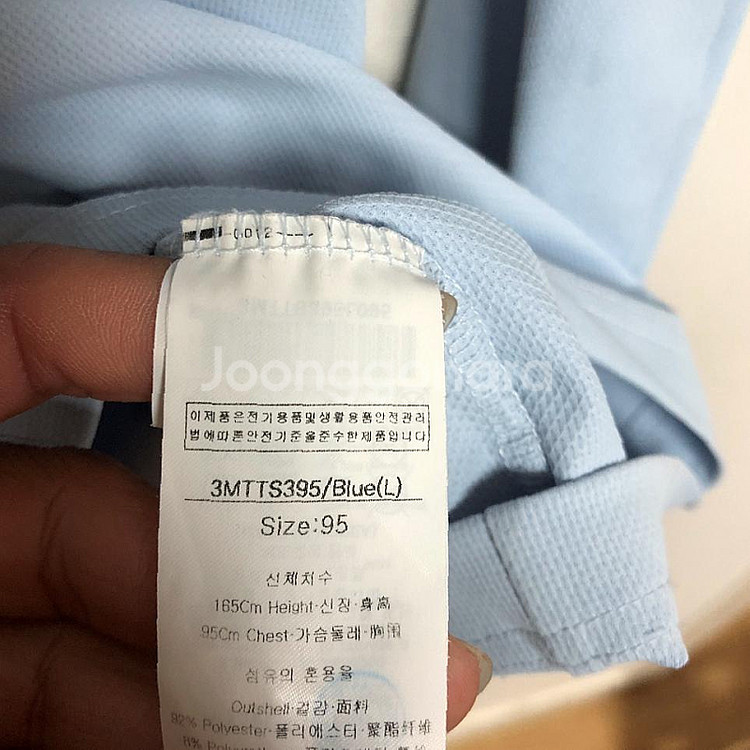 0012
Joonggonara
이 제품은 전기용품 및 생활용품 안전관리
법에 따른 안전기준을 준수한 제품입니다
3MTTS395/Blue(L)
Size:95
신체치수
165Cm Height·신장·身高
95Cm Chest·가슴둘레·胸围
섬유의 혼용율
Outshell·겉감·面料
92% Polyester·폴리에스터·聚酯纤维
8%